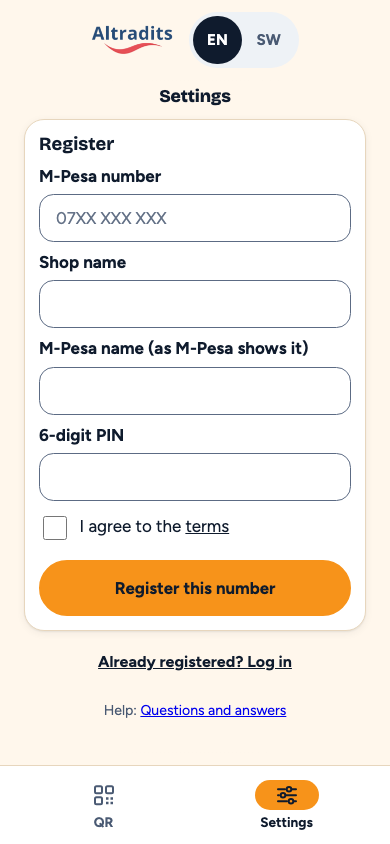 Altradits
EN SW
Settings
Register
M-Pesa number
07XX XXX XXX
Shop name
M-Pesa name (as M-Pesa shows it)
6-digit PIN
I agree to the terms
Register this number
Already registered? Log in
Help: Questions and answers
QR Settings